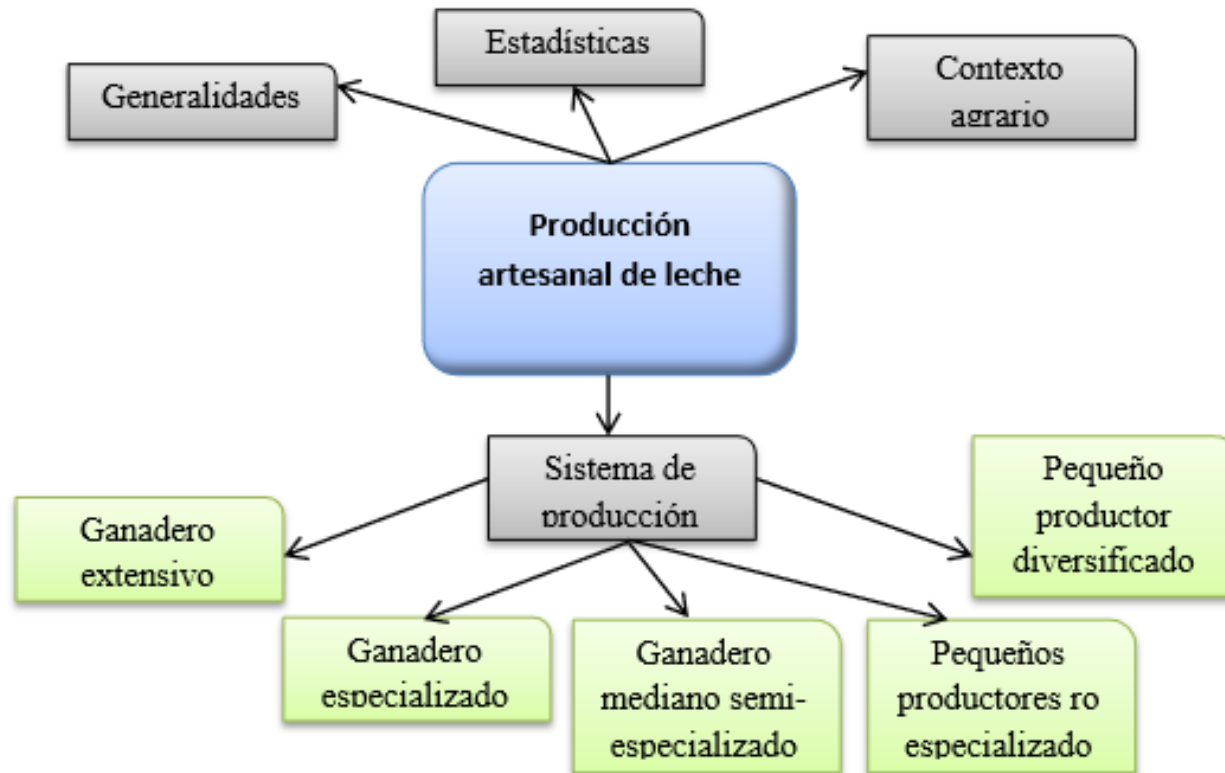 Estadísticas
Generalidades
Contexto
agrario
Producción
artesanal de leche
Sistema de
producción
Ganadero
extensivo
Ganadero
especializado
Ganadero
mediano semi-
especializado
Pequeños
productores ro
especializado
Pequeño
productor
diversificado